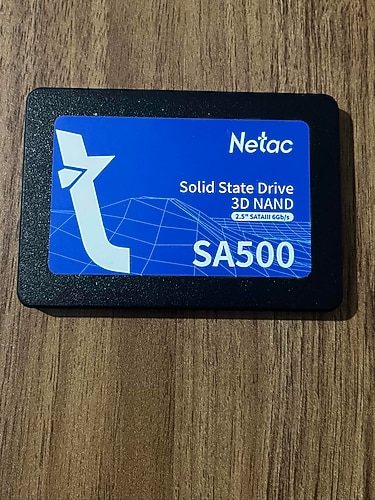 Netac
Solid State Drive
3D NAND
2.5" SATAIII 6Gb/s
SA500